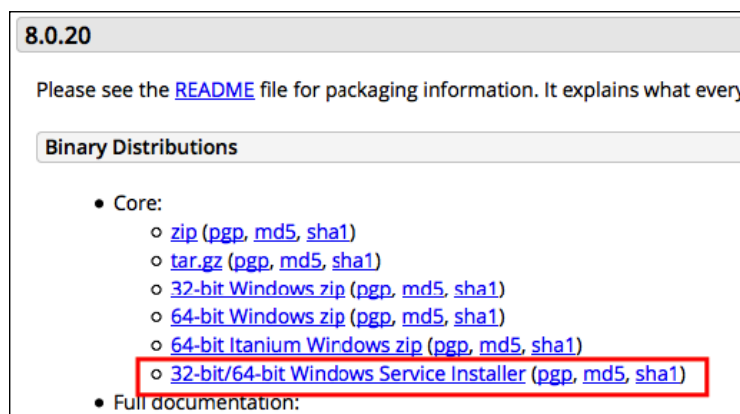 8.0.20
Please see the README file for packaging information. It explains what every
Binary Distributions
• Core:
○ zip (pgp, md5, sha1)
○ tar.gz (pgp, md5, sha1)
○ 32-bit Windows zip (pgp, md5, sha1)
○ 64-bit Windows zip (pgp, md5, sha1)
○ 64-bit Itanium Windows zip (pgp, md5, sha1)
○ 32-bit/64-bit Windows Service Installer (pgp, md5, sha1)
• Full documentation: